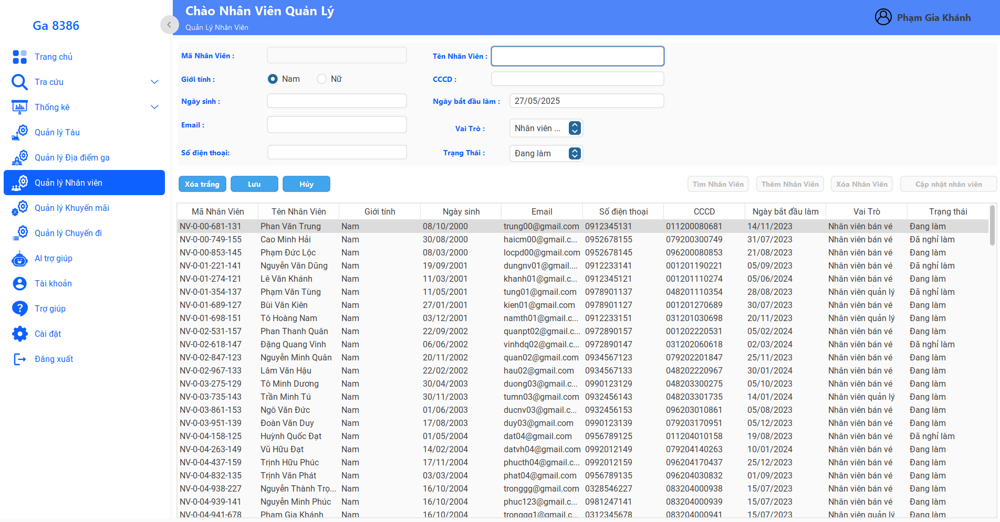 Ga 8386
Trang chủ
Tra cứu
Thống kê
Quản lý Tàu
Quản lý Địa điểm ga
Quản lý Nhân viên
Quản lý Khuyến mãi
Quản lý Chuyến đi
AI trợ giúp
Tài khoản
Trợ giúp
Cài đặt
Đăng xuất
Chào Nhân Viên Quản Lý
Quản Lý Nhân Viên
Phạm Gia Khánh
Mã Nhân Viên :
Tên Nhân Viên :
Giới tính : Nam Nữ
CCCD :
Ngày sinh :
Ngày bắt đầu làm : 27/05/2025
Email :
Vai Trò : Nhân viên ...
Số điện thoại:
Trạng Thái : Đang làm
Xóa trắng Lưu Hủy Tìm Nhân Viên Thêm Nhân Viên Xóa Nhân Viên Cập nhật nhân viên
Mã Nhân Viên Tên Nhân Viên Giới tính Ngày sinh Email Số điện thoại CCCD Ngày bắt đầu làm Vai Trò Trạng thái
NV-0-00-681-131 Phan Văn Trung Nam 08/10/2000 trung00@gmail.com 0912345131 011200080681 14/11/2023 Nhân viên bán vé Đang làm
NV-0-00-749-155 Cao Minh Hải Nam 30/08/2000 haicm00@gmail.c... 0952678155 079200300749 31/07/2023 Nhân viên bán vé Đã nghỉ làm
NV-0-00-853-145 Phạm Đức Lộc Nam 08/03/2000 locpd00@gmail.com 0952678145 096200080853 21/08/2023 Nhân viên bán vé Đang làm
NV-0-01-221-141 Nguyễn Văn Dũng Nam 19/09/2001 dungnv01@gmail.... 0912233141 001201190221 05/09/2023 Nhân viên bán vé Đã nghỉ làm
NV-0-01-274-121 Lê Văn Khánh Nam 11/03/2001 khanh01@gmail.c... 0912345121 001201110274 05/06/2024 Nhân viên bán vé Đang làm
NV-0-01-354-137 Phạm Văn Tùng Nam 11/05/2001 tung01@gmail.com 0978901137 048201110354 28/08/2023 Nhân viên quản lý Đã nghỉ làm
NV-0-01-689-127 Bùi Văn Kiên Nam 27/01/2001 kien01@gmail.com 0978901127 001201270689 30/07/2023 Nhân viên bán vé Đang làm
NV-0-01-698-151 Tô Hoàng Nam Nam 03/12/2001 namth01@gmail.c... 0912233151 031201030698 20/11/2023 Nhân viên quản lý Đang làm
NV-0-02-531-157 Phan Thanh Quân Nam 22/09/2002 quanpt02@gmail.c... 0972890157 001202220531 05/02/2024 Nhân viên bán vé Đang làm
NV-0-02-618-147 Đặng Quang Vinh Nam 06/06/2002 vinhdq02@gmail.c... 0972890147 031202060618 02/03/2024 Nhân viên bán vé Đã nghỉ làm
NV-0-02-847-123 Nguyễn Minh Quân Nam 20/11/2002 quan02@gmail.com 0934567123 079202201847 25/11/2023 Nhân viên bán vé Đang làm
NV-0-02-967-133 Lâm Văn Hậu Nam 22/02/2002 hau02@gmail.com 0934567133 048202220967 30/01/2024 Nhân viên bán vé Đang làm
NV-0-03-275-129 Tô Minh Dương Nam 30/04/2003 duong03@gmail.c... 0990123129 048203300275 05/10/2023 Nhân viên bán vé Đang làm
NV-0-03-735-143 Trần Minh Tú Nam 30/11/2003 tumn03@gmail.com 0932456143 048203301735 14/01/2024 Nhân viên quản lý Đang làm
NV-0-03-861-153 Ngô Văn Đức Nam 01/06/2003 ducnv03@gmail.c... 0932456153 096203010861 05/08/2023 Nhân viên bán vé Đang làm
NV-0-03-951-139 Đoàn Văn Duy Nam 17/08/2003 duy03@gmail.com 0990123139 079203170951 05/12/2023 Nhân viên bán vé Đang làm
NV-0-04-158-125 Huỳnh Quốc Đạt Nam 01/05/2004 dat04@gmail.com 0956789125 011204010158 19/08/2023 Nhân viên bán vé Đã nghỉ làm
NV-0-04-263-149 Vũ Hữu Đạt Nam 14/02/2004 datvh04@gmail.com 0992012149 079204140263 10/01/2024 Nhân viên bán vé Đang làm
NV-0-04-437-159 Trịnh Hữu Phúc Nam 17/11/2004 phucth04@gmail.c... 0992012159 096204170437 25/12/2023 Nhân viên bán vé Đang làm
NV-0-04-832-135 Trịnh Văn Phát Nam 03/03/2004 phat04@gmail.com 0956789135 096204030832 01/09/2023 Nhân viên bán vé Đang làm
NV-0-04-938-227 Nguyễn Thành Trọ... Nam 16/10/2004 tronggg@gmail.com 0328546227 083204000938 15/07/2023 Nhân viên bán vé Đang làm
NV-0-04-939-141 Nguyễn Minh Phúc Nam 16/10/2004 phuc123@gmail.c... 0981247141 083204000939 15/07/2023 Nhân viên bán vé Đang làm
NV-0-04-941-678 Phạm Gia Khánh Nam 16/10/2004 tronggg1@gmail.c... 0312345678 083204000941 15/07/2023 Nhân viên quản lý Đang làm